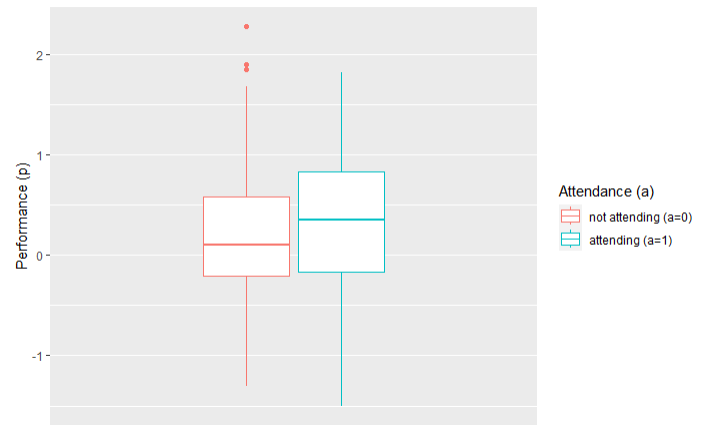 2
1
0
-1
Performance (p)
Attendance (a)
not attending (a=0)
attending (a=1)